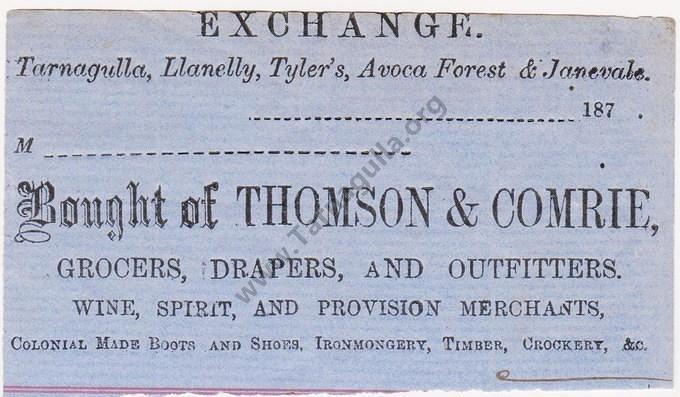 EXCHANGE.
Tarnagulla, Llanelly, Tyler's, Avoca Forest & Janevale.
187 .
M
Bought of THOMSON & COMRIE,
GROCERS, DRAPERS, AND OUTFITTERS.
WINE, SPIRIT, AND PROVISION MERCHANTS,
COLONIAL MADE BOOTS AND SHOES, IRONMONGERY, TIMBER, CROCKERY, &c.
www.Tarnagulla.org